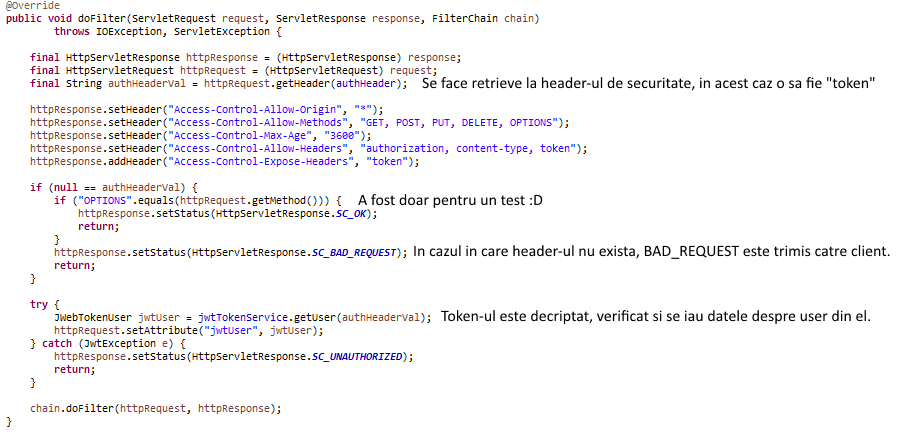 @Override
public void doFilter(ServletRequest request, ServletResponse response, FilterChain chain)
throws IOException, ServletException {
final HttpServletResponse httpResponse = (HttpServletResponse) response;
final HttpServletRequest httpRequest = (HttpServletRequest) request;
final String authHeaderVal = httpRequest.getHeader(authHeader); Se face retrieve la header-ul de securitate, in acest caz o sa fie "token"
httpResponse.setHeader("Access-Control-Allow-Origin", "*");
httpResponse.setHeader("Access-Control-Allow-Methods", "GET, POST, PUT, DELETE, OPTIONS");
httpResponse.setHeader("Access-Control-Max-Age", "3600");
httpResponse.setHeader("Access-Control-Allow-Headers", "authorization, content-type, token");
httpResponse.addHeader("Access-Control-Expose-Headers", "token");
if (null == authHeaderVal) {
if ("OPTIONS".equals(httpRequest.getMethod())) { A fost doar pentru un test :D
httpResponse.setStatus(HttpServletResponse.SC_OK);
return;
}
httpResponse.setStatus(HttpServletResponse.SC_BAD_REQUEST); In cazul in care header-ul nu exista, BAD_REQUEST este trimis catre client.
return;
}
try {
JWebTokenUser jwtUser = jwtTokenService.getUser(authHeaderVal); Token-ul este decriptat, verificat si se iau datele despre user din el.
httpRequest.setAttribute("jwtUser", jwtUser);
} catch (JwtException e) {
httpResponse.setStatus(HttpServletResponse.SC_UNAUTHORIZED);
return;
}
chain.doFilter(httpRequest, httpResponse);
}